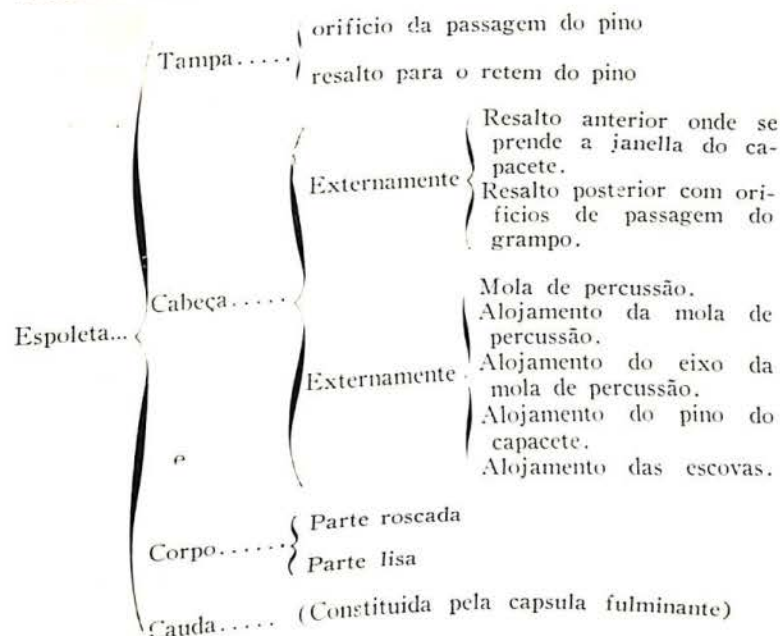 orificio da passagem do pino
Tampa.....
resalto para o retem do pino
Resalto anterior onde se
prende a janella do ca-
pacete.
Externamente
Resalto posterior com ori-
ficios de passagem do
grampo.
Cabeça.....
Mola de percussão.
Alojamento da mola de
percussão.
Externamente
Alojamento do eixo da
mola de percussão.
Alojamento do pino do
capacete.
Alojamento das escovas.
Espoleta...
e
Corpo......
Parte roscada
Parte lisa
Cauda..... (Constituida pela capsula fulminante)